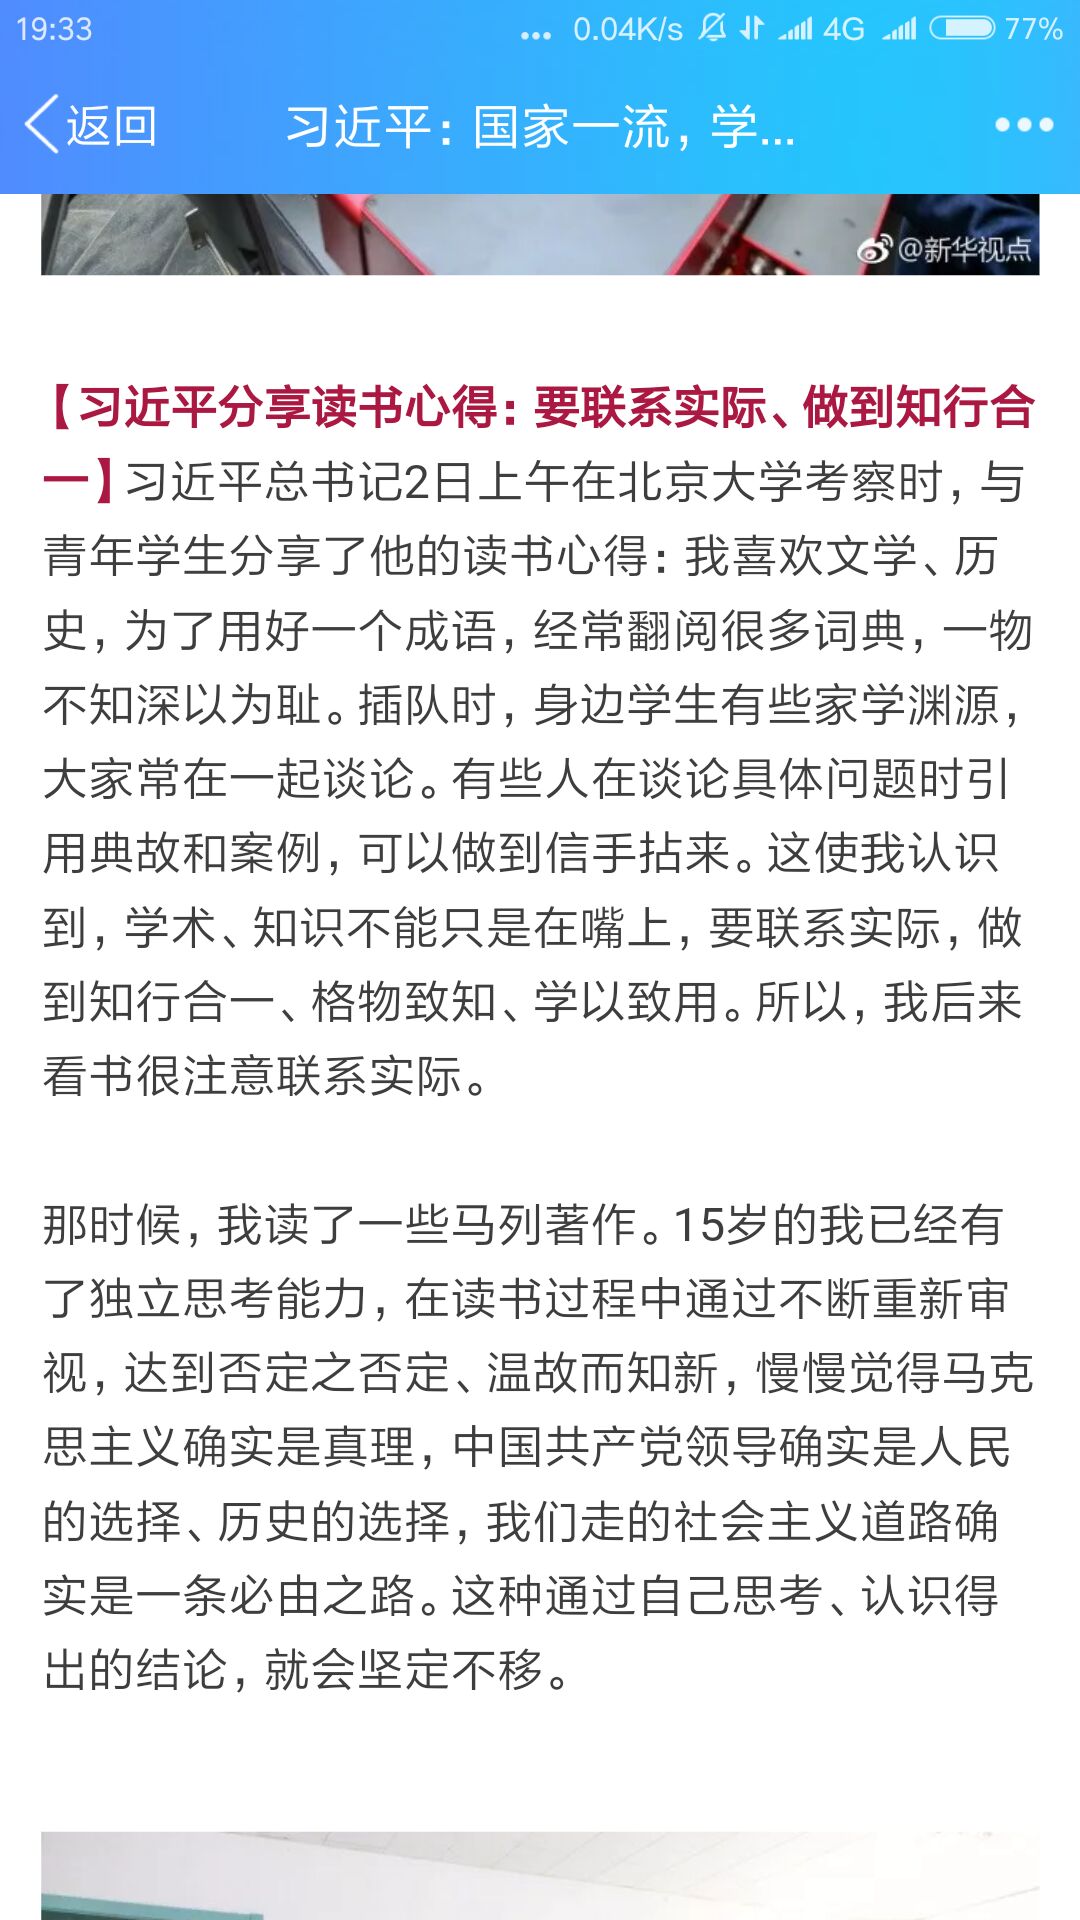 19:33
... 0.04K/s 4G 77%
返回 习近平：国家一流，学...
@新华视点
【习近平分享读书心得：要联系实际、做到知行合
一】习近平总书记2日上午在北京大学考察时，与
青年学生分享了他的读书心得：我喜欢文学、历
史，为了用好一个成语，经常翻阅很多词典，一物
不知深以为耻。插队时，身边学生有些家学渊源，
大家常在一起谈论。有些人在谈论具体问题时引
用典故和案例，可以做到信手拈来。这使我认识
到，学术、知识不能只是在嘴上，要联系实际，做
到知行合一、格物致知、学以致用。所以，我后来
看书很注意联系实际。
那时候，我读了一些马列著作。15岁的我已经有
了独立思考能力，在读书过程中通过不断重新审
视，达到否定之否定、温故而知新，慢慢觉得马克
思主义确实是真理，中国共产党领导确实是人民
的选择、历史的选择，我们走的社会主义道路确
实是一条必由之路。这种通过自己思考、认识得
出的结论，就会坚定不移。